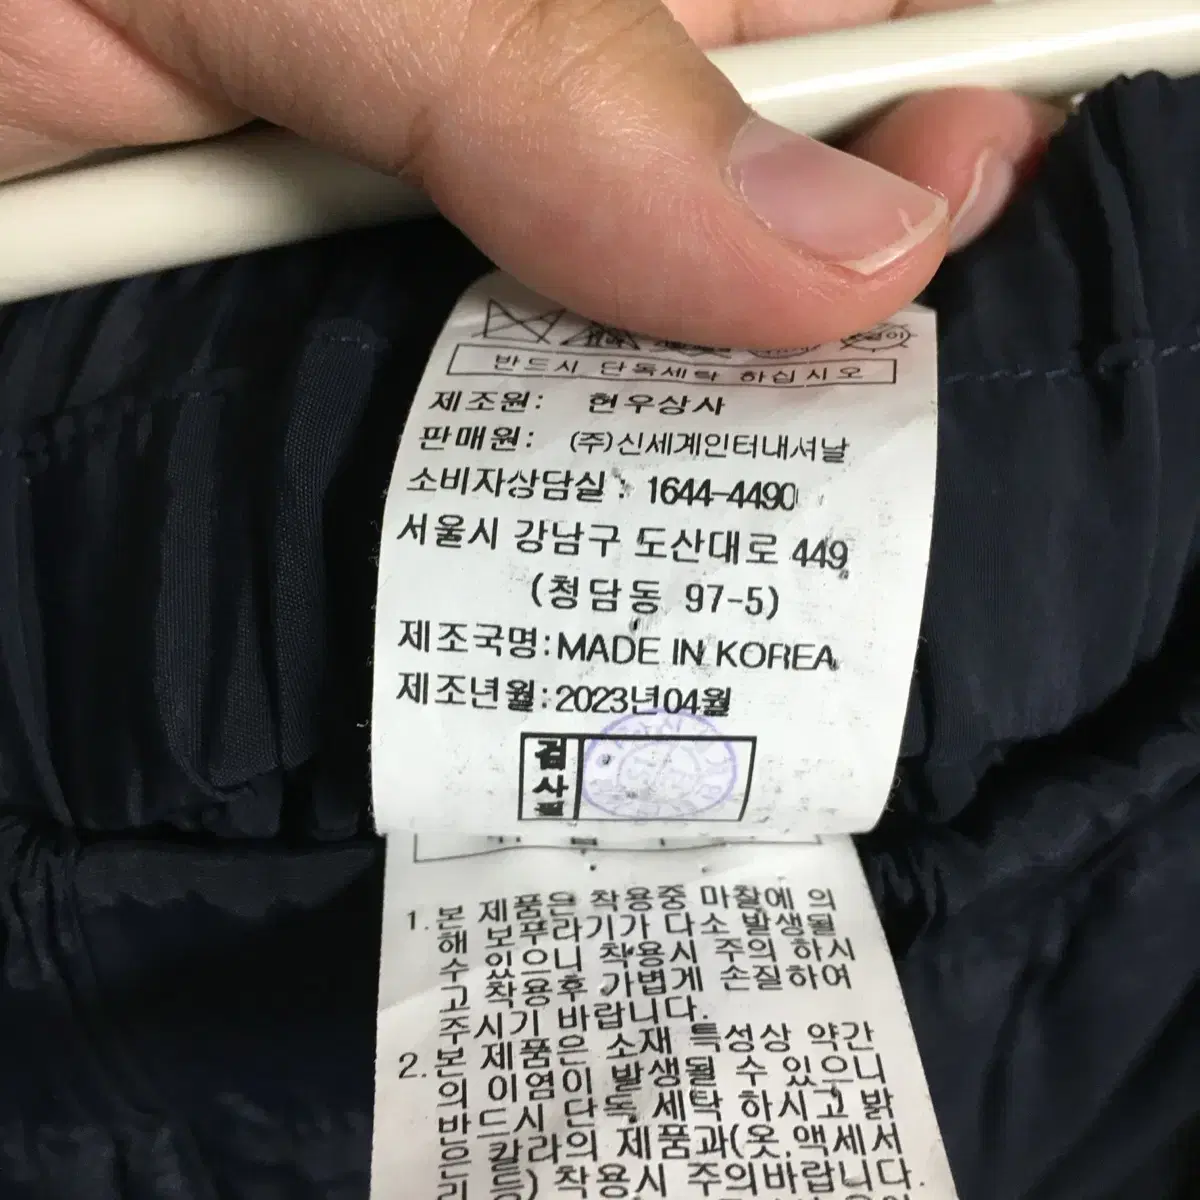 반드시 단독세탁 하십시오
제조원: 현우상사
판매원: (주)신세계인터내셔날
소비자상담실: 1644-4490
서울시 강남구 도산대로 449
(청담동 97-5)
제조국명:MADE IN KOREA
제조년월:2023년04월
검
사
필
1.본 제품은 착용중 마찰에 의
해 보푸라기가 다소 발생될
수 있으니 착용시 주의 하시
고 착용후 가볍게 손질하여
주시기 바랍니다.
2.본 제품은 소재 특성상 약간
의 이염이 발생될 수 있으니
반드시 단독 세탁 하시고 밝
은 칼라의 제품과(옷,액세서
리 등) 착용시 주의바랍니다.